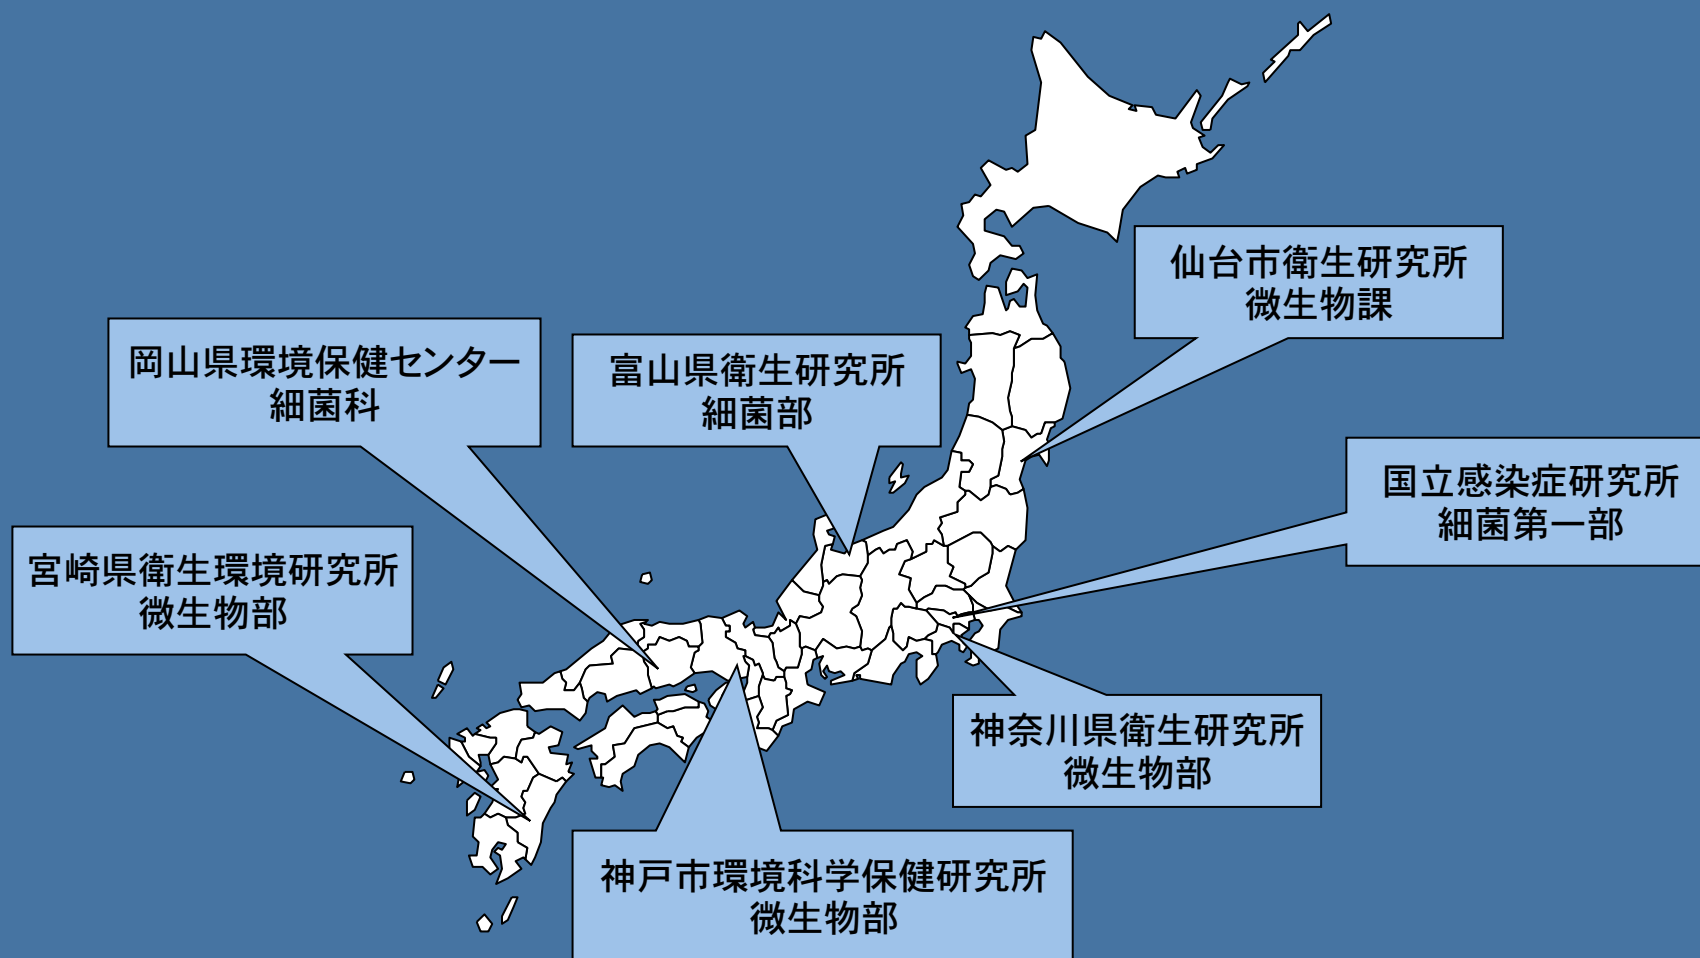 仙台市衛生研究所
微生物課
岡山県環境保健センター
細菌科
富山県衛生研究所
細菌部
国立感染症研究所
細菌第一部
宮崎県衛生環境研究所
微生物部
神奈川県衛生研究所
微生物部
神戸市環境科学保健研究所
微生物部